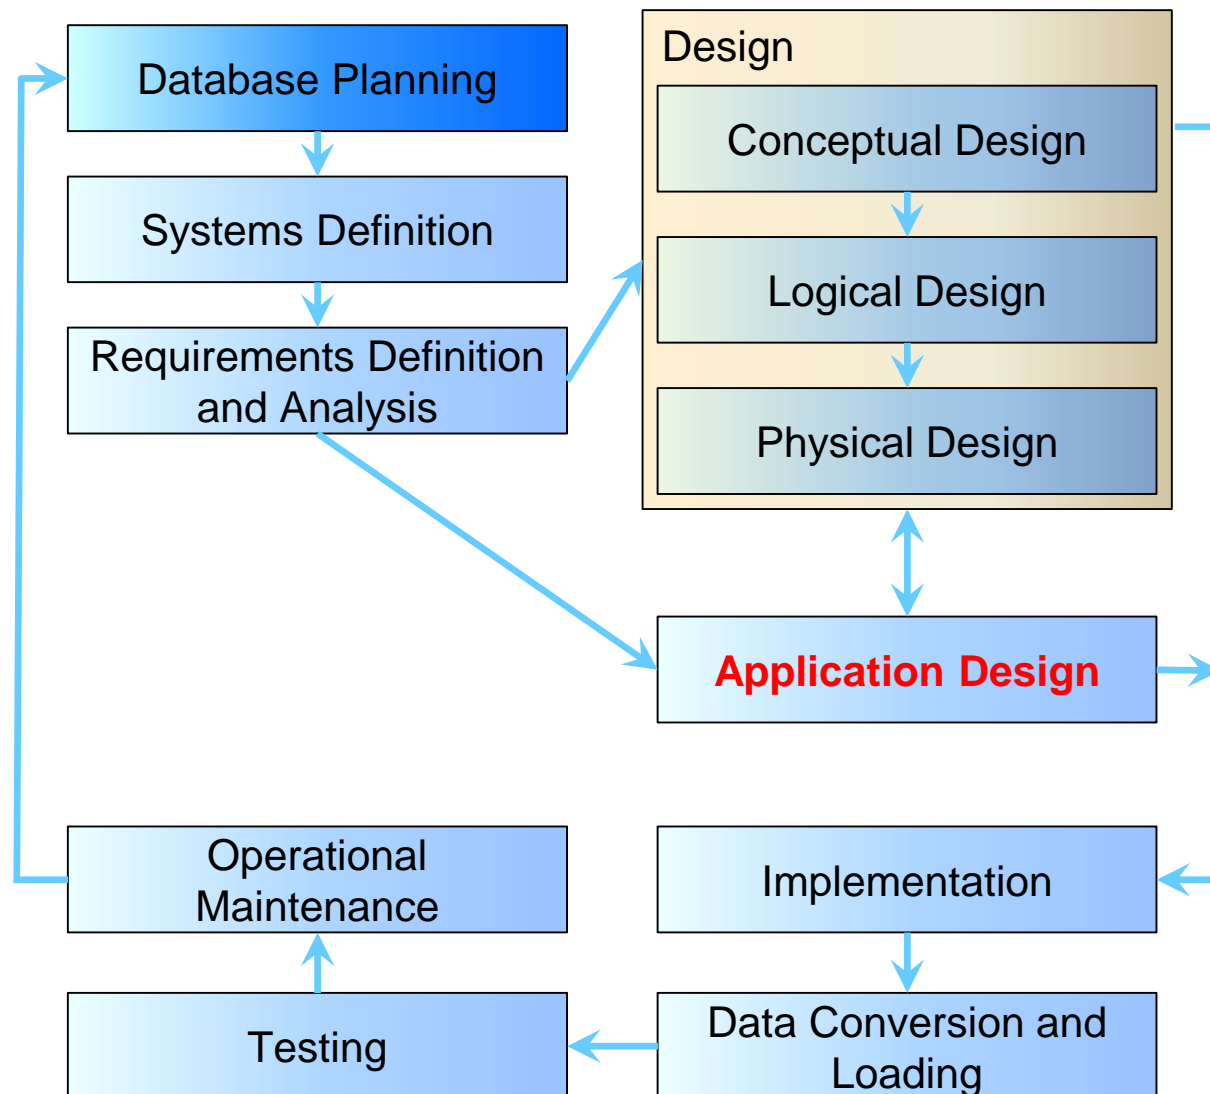 Database Planning
Systems Definition
Requirements Definition
and Analysis
Design
Conceptual Design
Logical Design
Physical Design
Application Design
Operational
Maintenance
Implementation
Testing
Data Conversion and
Loading